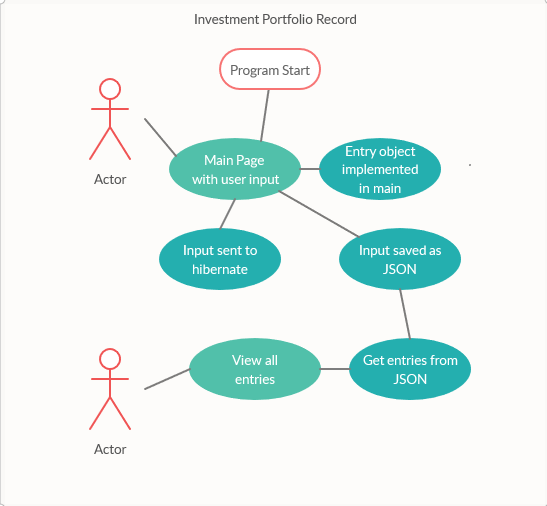 Investment Portfolio Record
Program Start
Main Page
with user input
Entry object
implemented
in main
Actor
Input sent to
hibernate
Input saved as
JSON
View all
entries
Get entries from
JSON
Actor